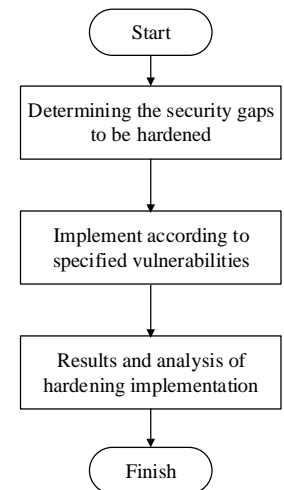 Start
Determining the security gaps
to be hardened
Implement according to
specified vulnerabilities
Results and analysis of
hardening implementation
Finish